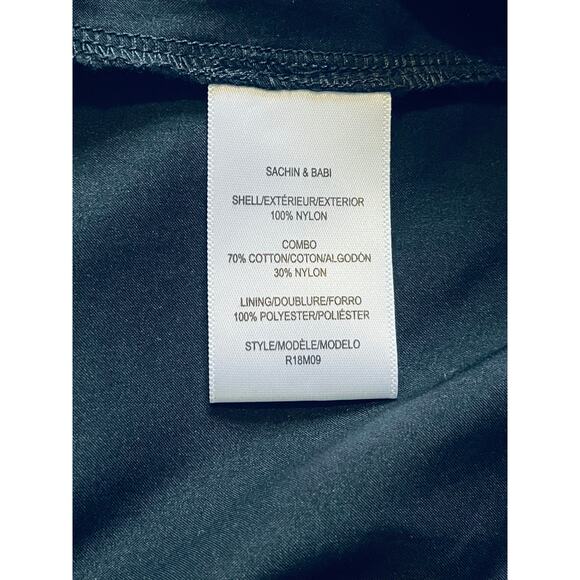 SACHIN & BABI
SHELL/EXTÉRIEUR/EXTERIOR
100% NYLON
COMBO
70% COTTON/COTON/ALGODÒN
30% NYLON
LINING/DOUBLURE/FORRO
100% POLYESTER/POLIÉSTER
STYLE/MODÈLE/MODELO
R18M09